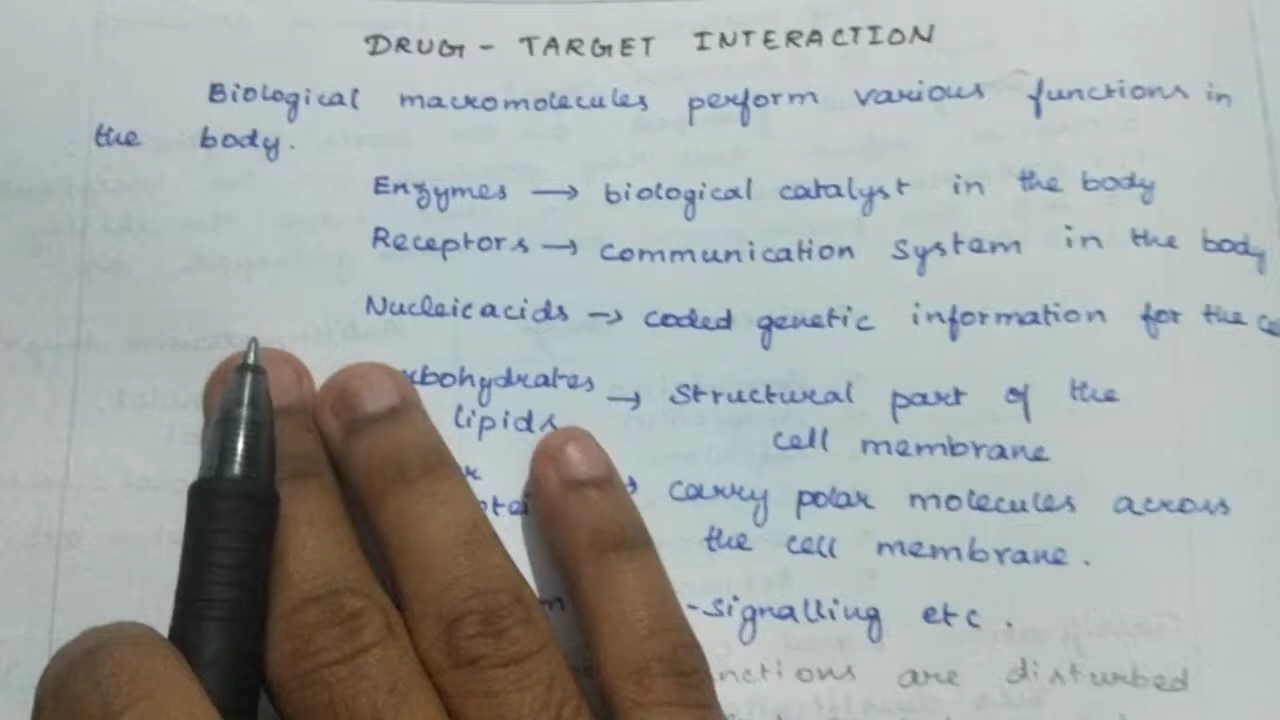 DRUG - TARGET INTERACTION
Biological macromolecules perform various functions in
the body.
Enzymes → biological catalyst in the body
Receptors → communication system in the body
Nucleic acids → coded genetic information for the
lipids → Structural part of the
cell membrane
carry polar molecules across
the cell membrane.
-signalling etc.
are disturbed